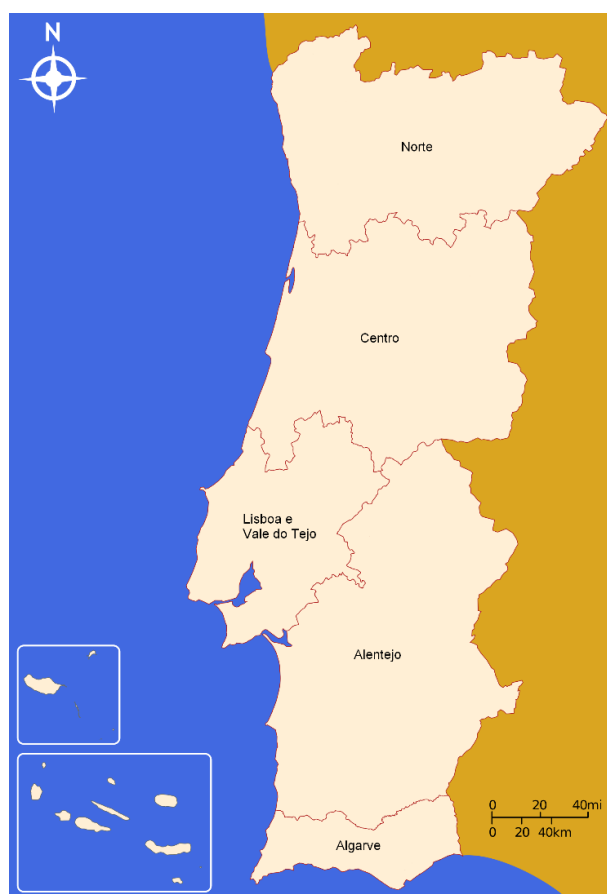 N
Norte
Centro
Lisboa e
Vale do Tejo
Alentejo
0 20 40mi
0 20 40km
Algarve